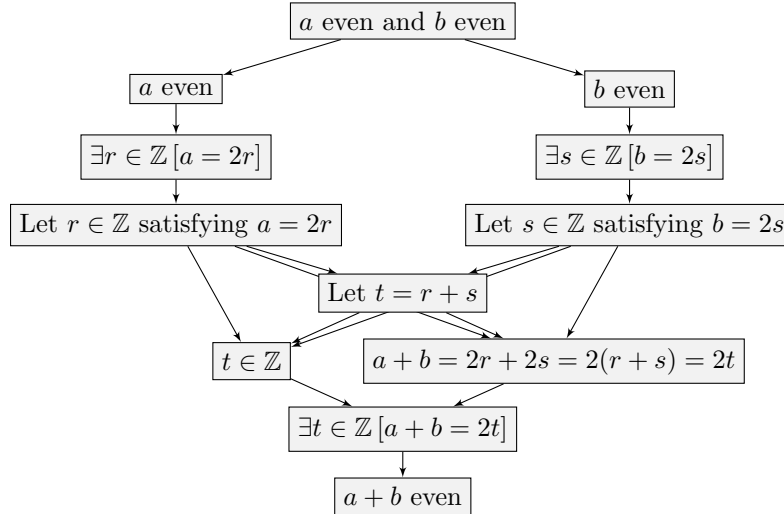 a even and b even
a even
b even
∃r ∈ ℤ [a = 2r]
∃s ∈ ℤ [b = 2s]
Let r ∈ ℤ satisfying a = 2r
Let s ∈ ℤ satisfying b = 2s
Let t = r + s
t ∈ ℤ
a + b = 2r + 2s = 2(r + s) = 2t
∃t ∈ ℤ [a + b = 2t]
a + b even